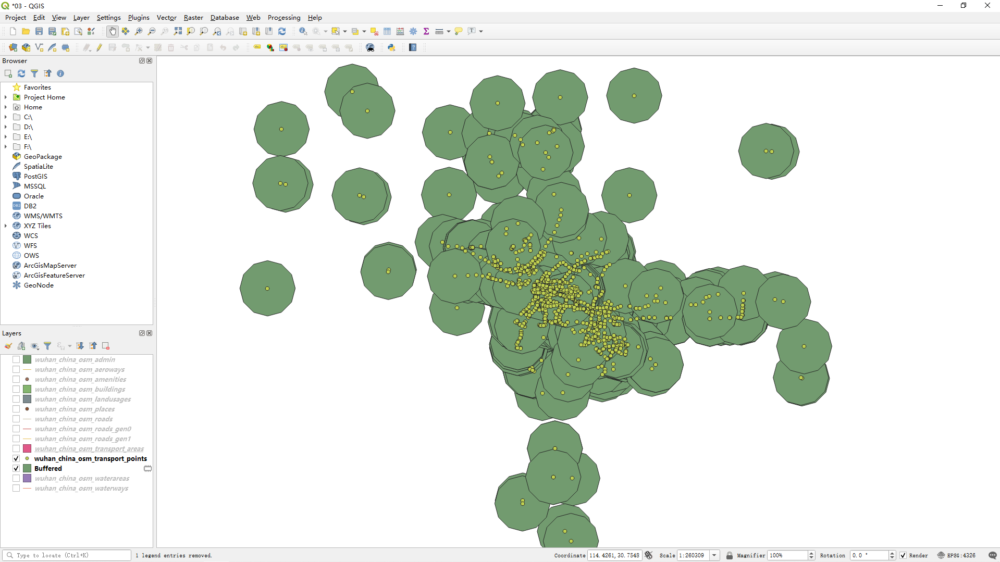 *03 - QGIS
Project Edit View Layer Settings Plugins Vector Raster Database Web Processing Help
Browser
Favorites
Project Home
Home
C:\
D:\
E:\
F:\
GeoPackage
SpatiaLite
PostGIS
MSSQL
Oracle
DB2
WMS/WMTS
XYZ Tiles
WCS
WFS
OWS
ArcGisMapServer
ArcGisFeatureServer
GeoNode
Layers
wuhan_china_osm_admin
wuhan_china_osm_aeroways
wuhan_china_osm_amenities
wuhan_china_osm_buildings
wuhan_china_osm_landusages
wuhan_china_osm_places
wuhan_china_osm_roads
wuhan_china_osm_roads_gen0
wuhan_china_osm_roads_gen1
wuhan_china_osm_transport_areas
wuhan_china_osm_transport_points
Buffered
wuhan_china_osm_waterareas
wuhan_china_osm_waterways
Type to locate (Ctrl+K) 1 legend entries removed. Coordinate 114.4261,30.7548 Scale 1:260309 Magnifier 100% Rotation 0.0 ° Render EPSG:4326